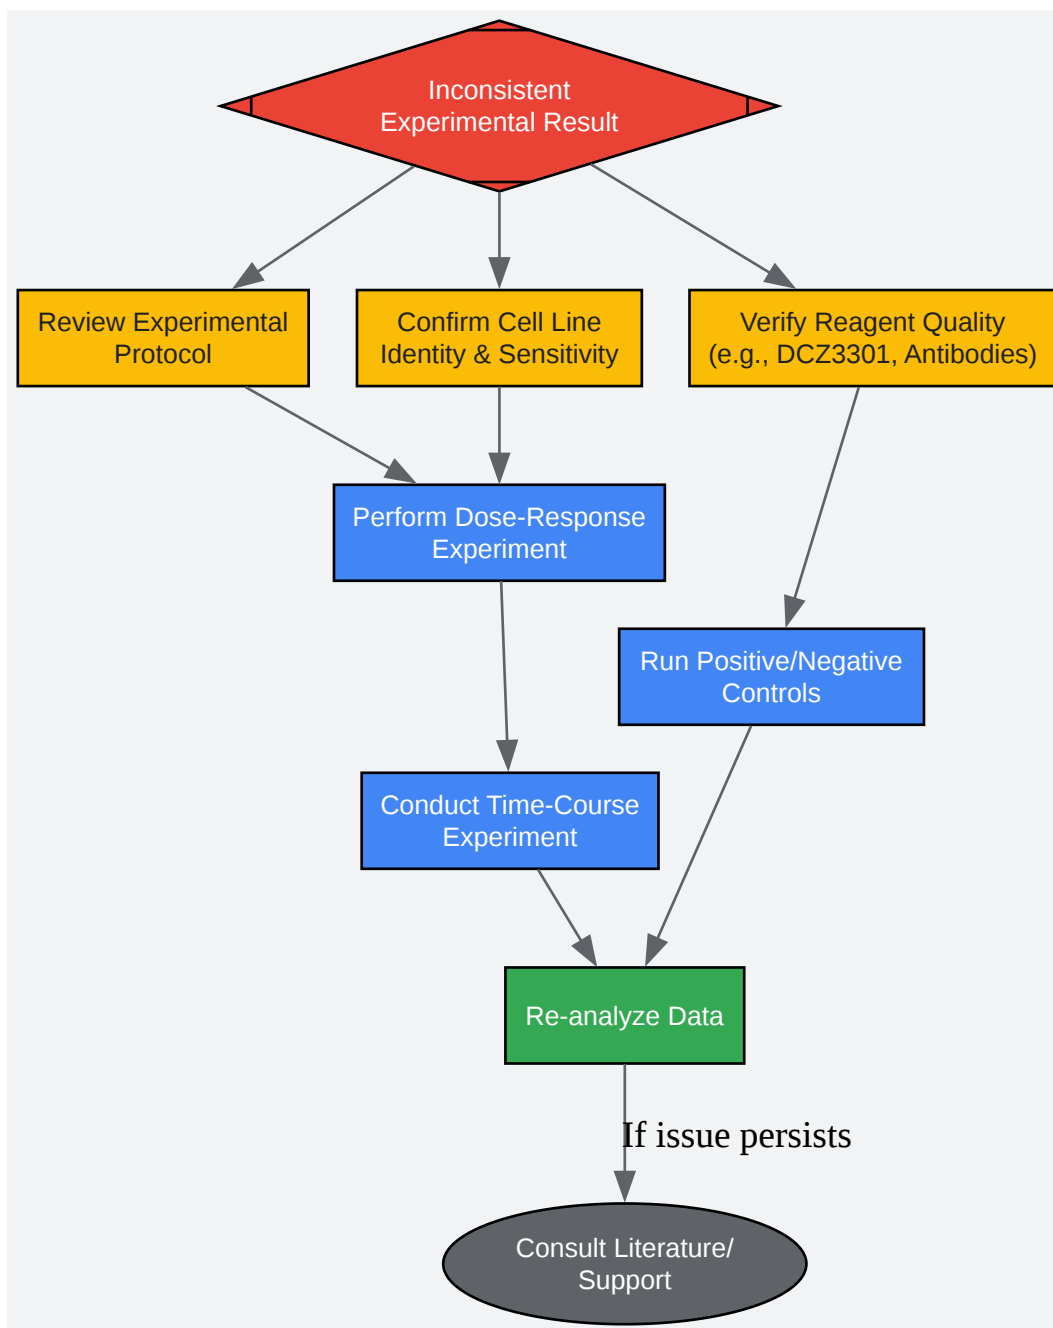 Inconsistent
Experimental Result
Review Experimental
Protocol
Confirm Cell Line
Identity & Sensitivity
Verify Reagent Quality
(e.g., DCZ3301, Antibodies)
Perform Dose-Response
Experiment
Run Positive/Negative
Controls
Conduct Time-Course
Experiment
Re-analyze Data
If issue persists
Consult Literature/
Support